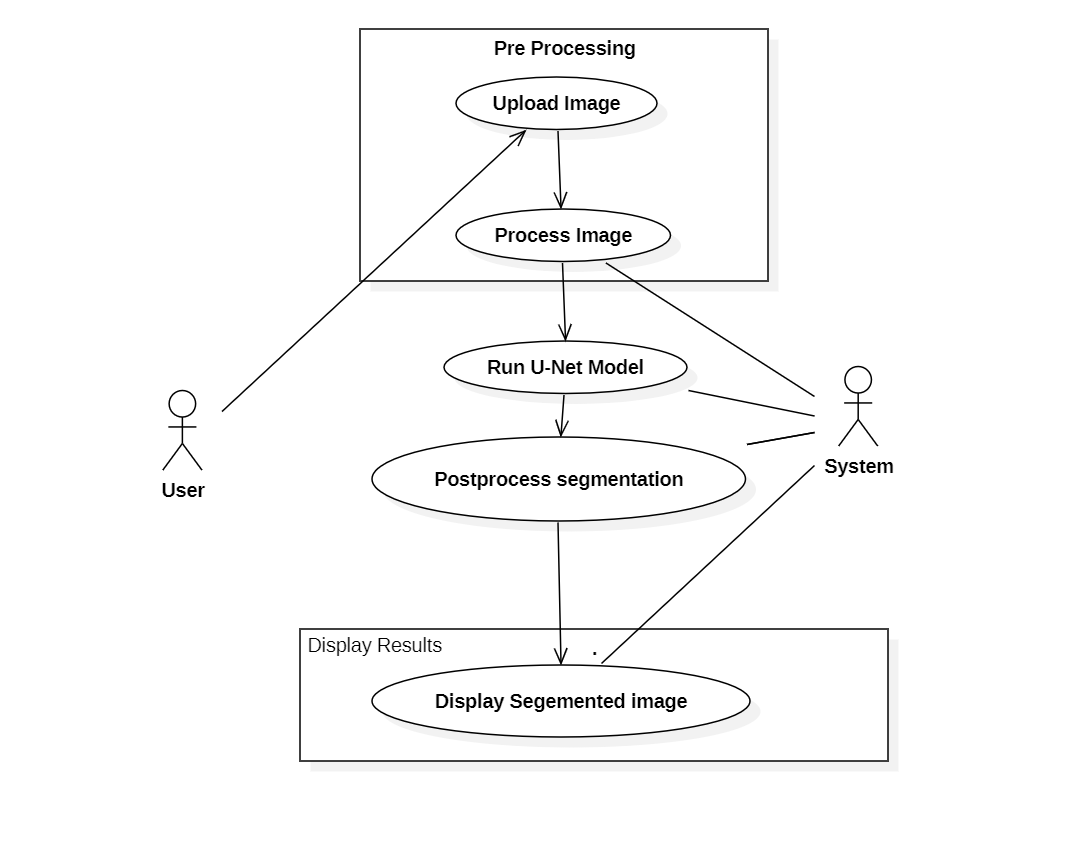 Pre Processing
Upload Image
Process Image
Run U-Net Model
System
Postprocess segmentation
User
Display Results
.
Display Segemented image